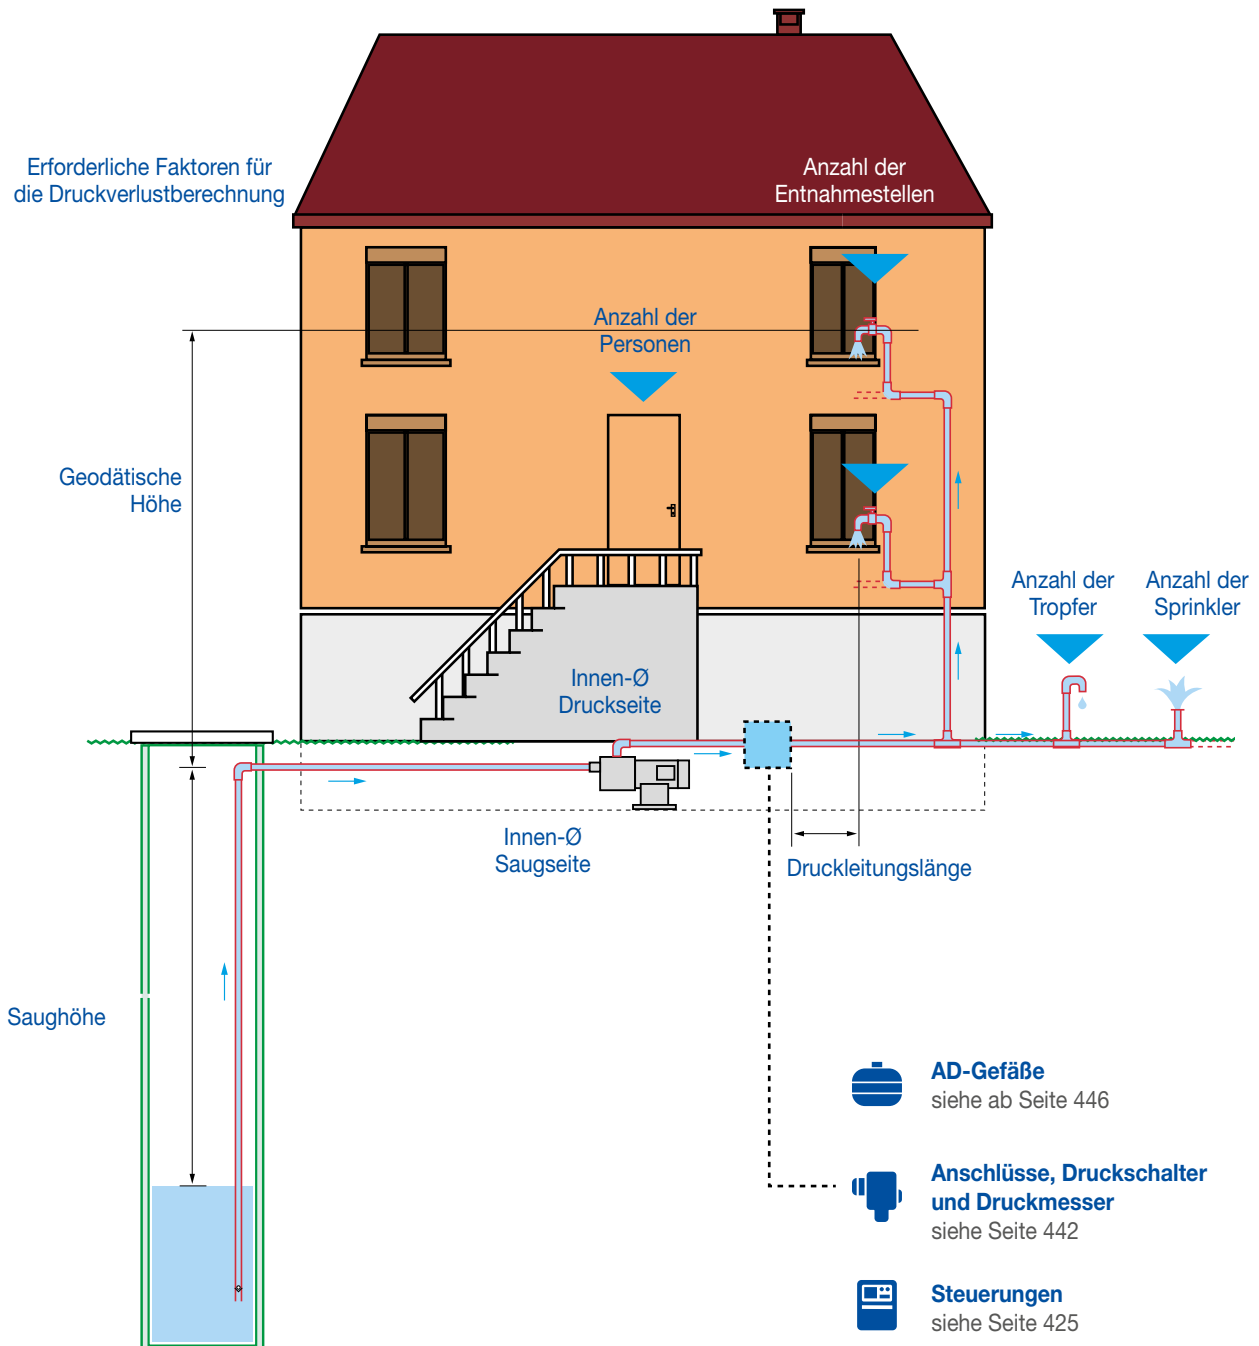 Erforderliche Faktoren für
die Druckverlustberechnung
Anzahl der
Entnahmestellen
Anzahl der
Personen
Geodätische
Höhe
Anzahl der
Tropfer
Anzahl der
Sprinkler
Innen-Ø
Druckseite
Innen-Ø
Saugseite
Druckleitungslänge
Saughöhe
AD-Gefäße
siehe ab Seite 446
Anschlüsse, Druckschalter
und Druckmesser
siehe Seite 442
Steuerungen
siehe Seite 425